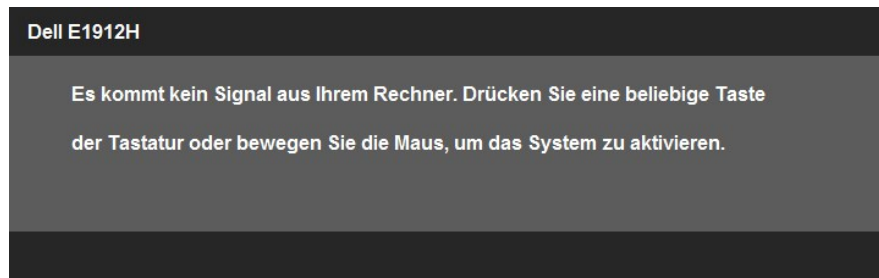 Dell E1912H
Es kommt kein Signal aus Ihrem Rechner. Drücken Sie eine beliebige Taste
der Tastatur oder bewegen Sie die Maus, um das System zu aktivieren.